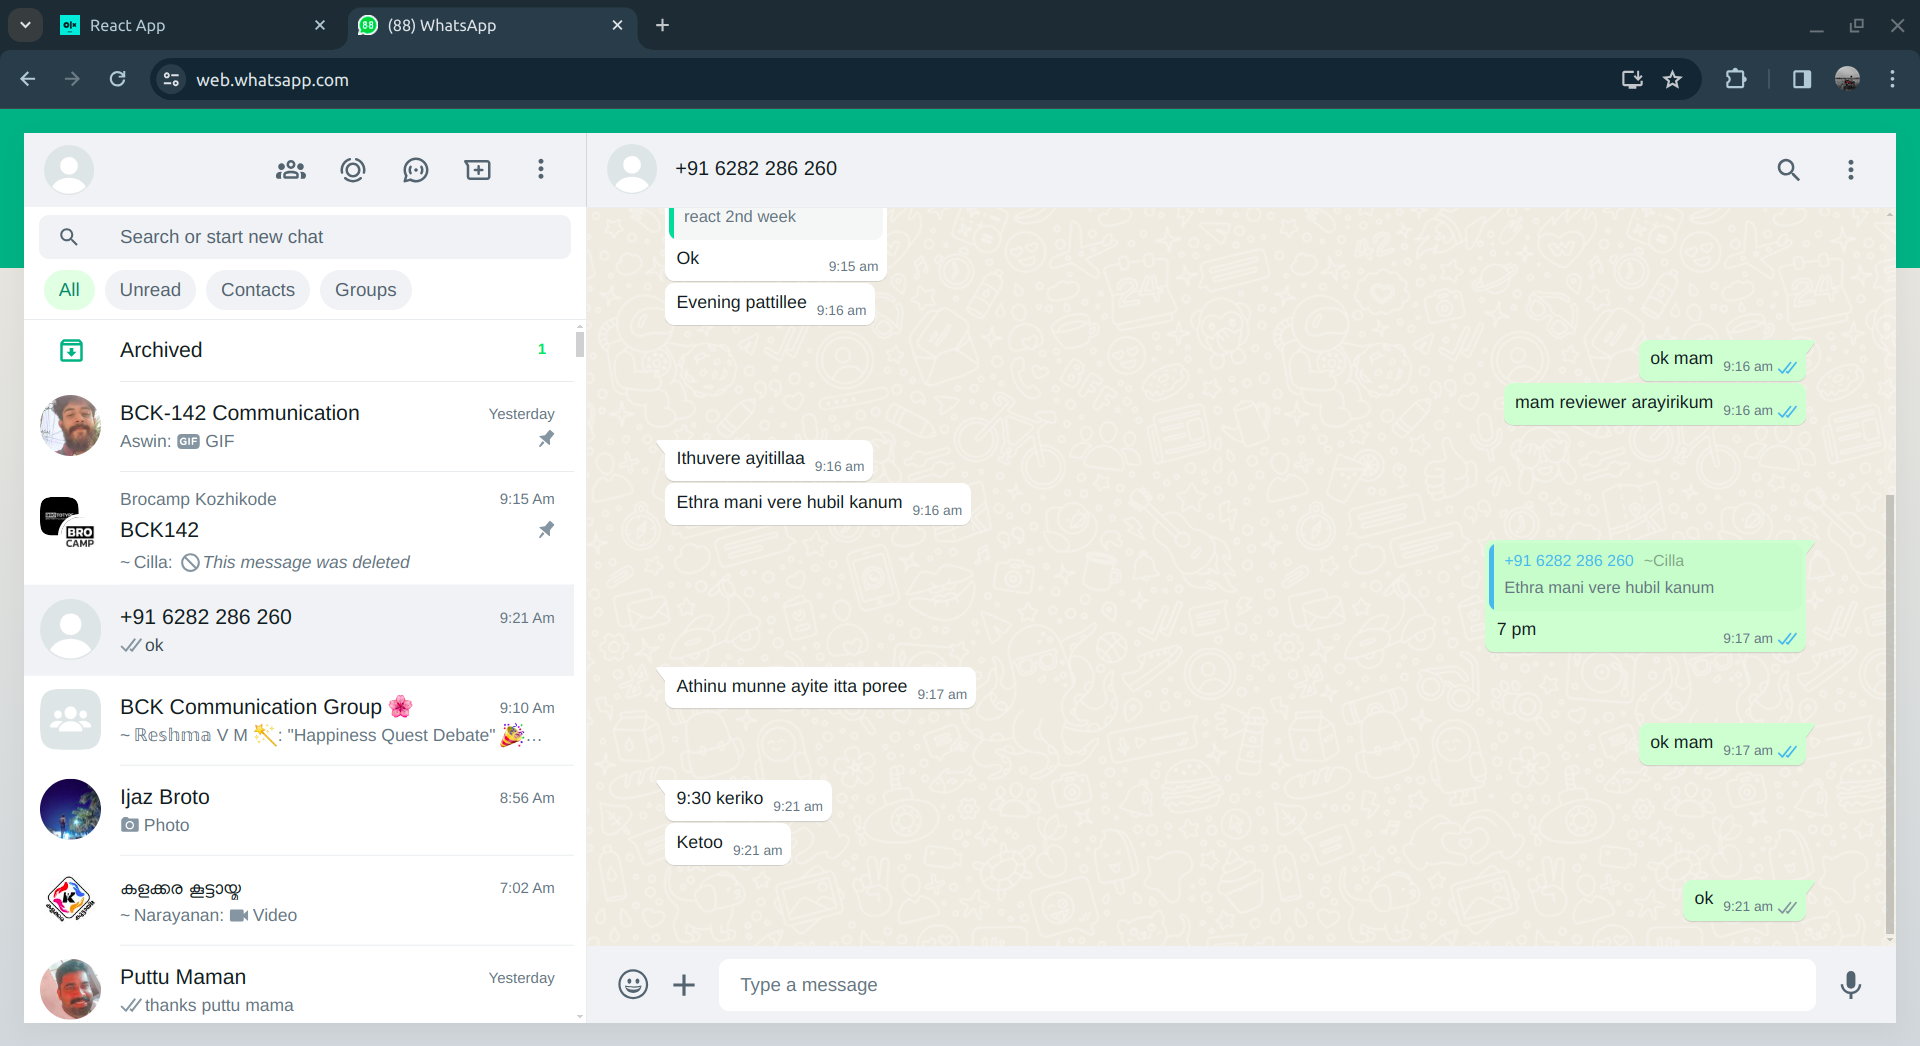 React App
(88) WhatsApp
web.whatsapp.com
Search or start new chat
All
Unread
Contacts
Groups
Archived
1
BCK-142 Communication
Yesterday
Aswin: GIF GIF
Brocamp Kozhikode
9:15 Am
BCK142
~ Cilla: This message was deleted
BRO
CAMP
+91 6282 286 260
9:21 Am
ok
BCK Communication Group 🌸
9:10 Am
~ ℝ𝕖𝕤𝕙𝕞𝕒 V M 🪄: "Happiness Quest Debate" 🎉...
Ijaz Broto
8:56 Am
Photo
കളക്കര കൂട്ടായ്മ
7:02 Am
~ Narayanan: Video
Puttu Maman
Yesterday
thanks puttu mama
+91 6282 286 260
react 2nd week
Ok
9:15 am
Evening pattillee 9:16 am
ok mam 9:16 am
mam reviewer arayirikum 9:16 am
Ithuvere ayitillaa 9:16 am
Ethra mani vere hubil kanum 9:16 am
+91 6282 286 260 ~Cilla
Ethra mani vere hubil kanum
7 pm
9:17 am
Athinu munne ayite itta poree 9:17 am
ok mam 9:17 am
9:30 keriko 9:21 am
Ketoo 9:21 am
ok 9:21 am
Type a message